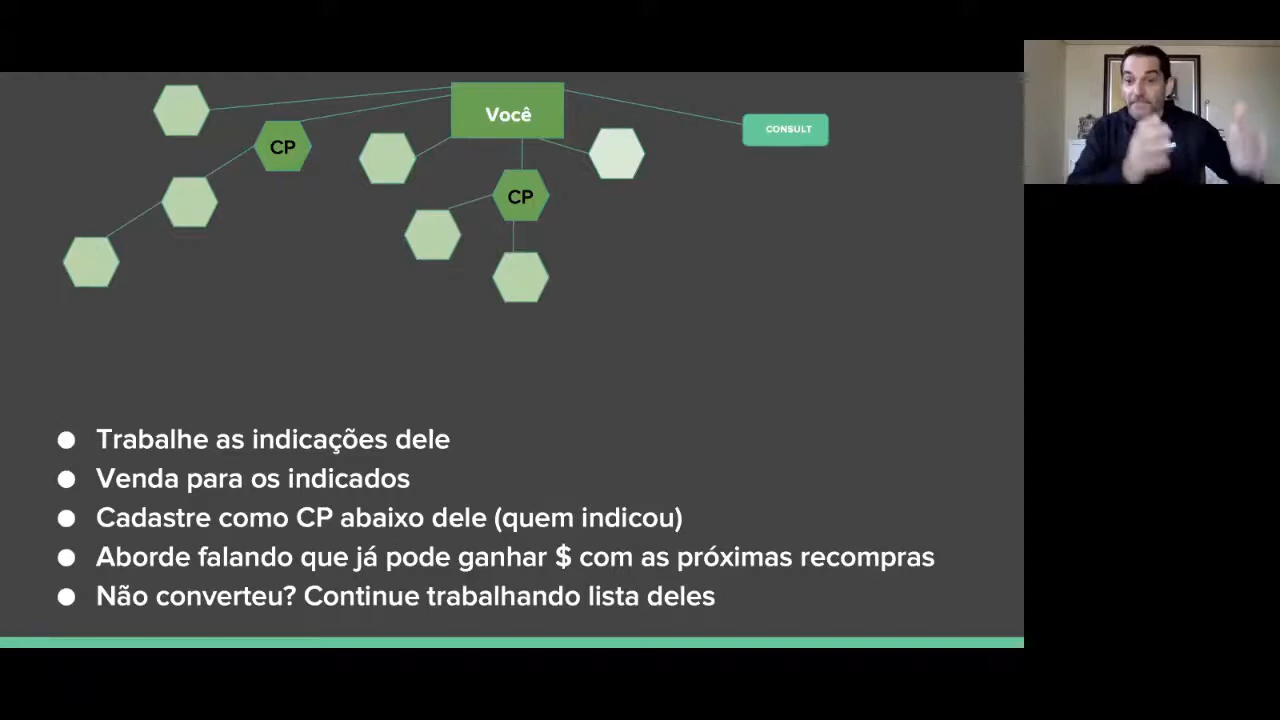 Você
CONSULT
CP
CP
Trabalhe as indicações dele
Venda para os indicados
Cadastre como CP abaixo dele (quem indicou)
Aborde falando que já pode ganhar $ com as próximas recompras
Não converteu? Continue trabalhando lista deles